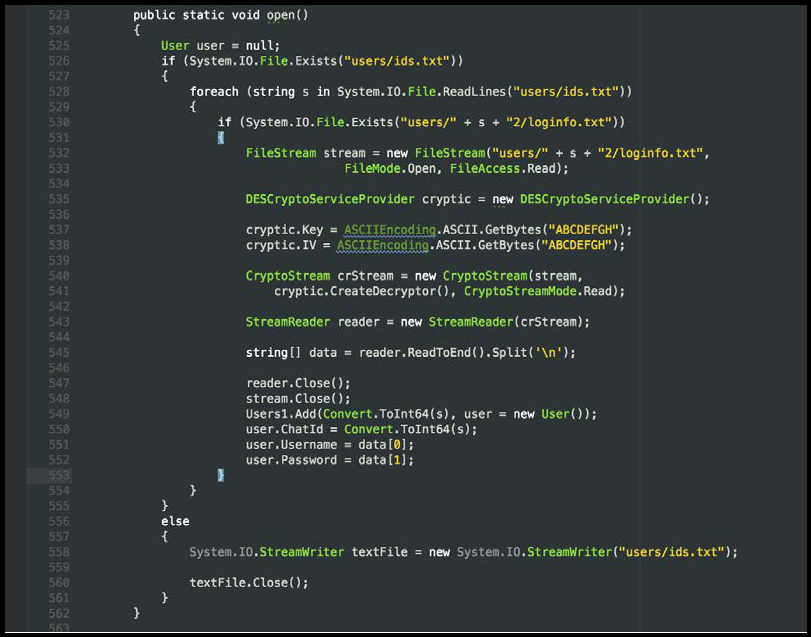 523 public static void open()
524 {
525 User user = null;
526 if (System.IO.File.Exists("users/ids.txt"))
527 {
528 foreach (string s in System.IO.File.ReadLines("users/ids.txt"))
529 {
530 if (System.IO.File.Exists("users/" + s + "2/loginfo.txt"))
531 {
532 FileStream stream = new FileStream("users/" + s + "2/loginfo.txt",
533 FileMode.Open, FileAccess.Read);
534
535 DESCryptoServiceProvider cryptic = new DESCryptoServiceProvider();
536
537 cryptic.Key = ASCIIEncoding.ASCII.GetBytes("ABCDEFGH");
538 cryptic.IV = ASCIIEncoding.ASCII.GetBytes("ABCDEFGH");
539
540 CryptoStream crStream = new CryptoStream(stream,
541 cryptic.CreateDecryptor(), CryptoStreamMode.Read);
542
543 StreamReader reader = new StreamReader(crStream);
544
545 string[] data = reader.ReadToEnd().Split('\n');
546
547 reader.Close();
548 stream.Close();
549 Users1.Add(Convert.ToInt64(s), user = new User());
550 user.ChatId = Convert.ToInt64(s);
551 user.Username = data[0];
552 user.Password = data[1];
553 }
554 }
555 }
556 else
557 {
558 System.IO.StreamWriter textFile = new System.IO.StreamWriter("users/ids.txt");
559
560 textFile.Close();
561 }
562 }
563